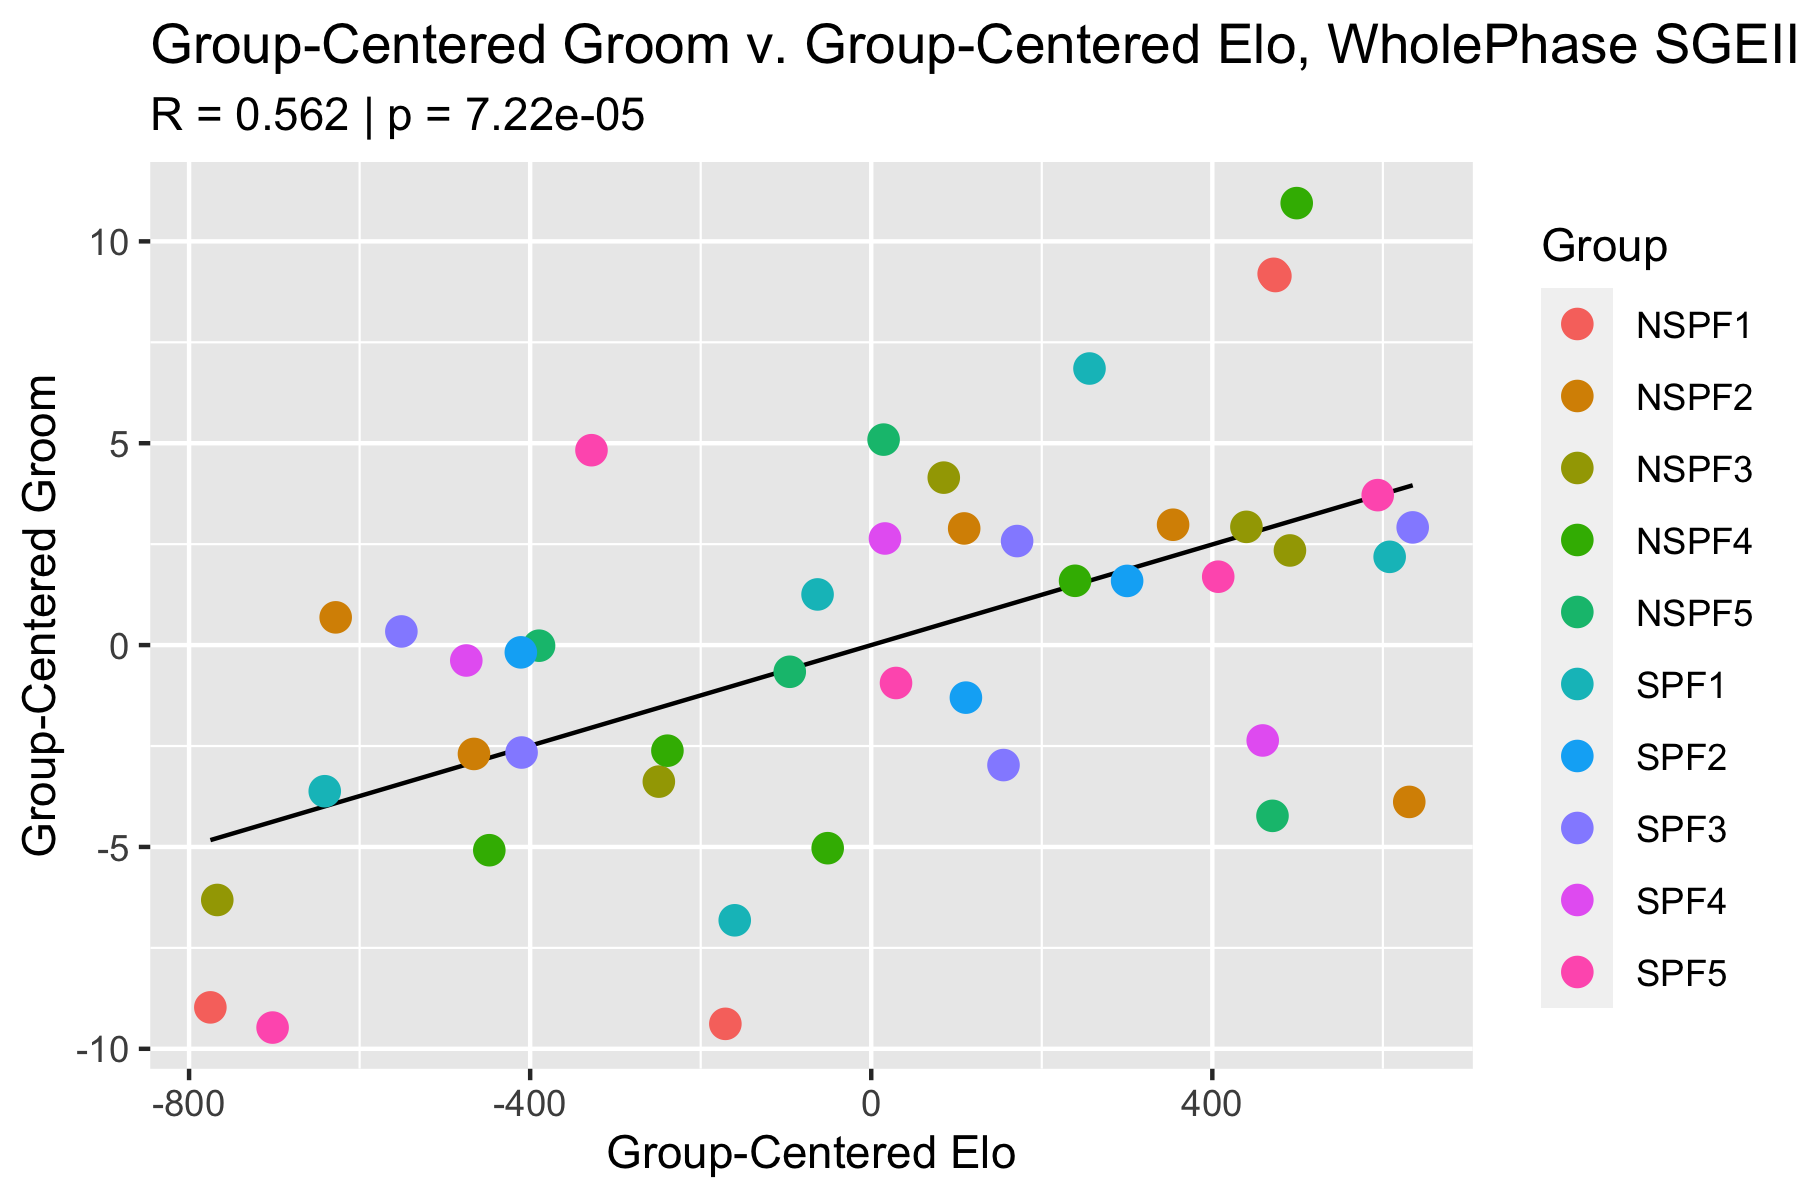 Group-Centered Groom v. Group-Centered Elo, WholePhase SGEII
R = 0.562 | p = 7.22e-05
Group-Centered Groom
10
5
0
-5
-10
-800
-400
0
400
Group-Centered Elo
Group
NSPF1
NSPF2
NSPF3
NSPF4
NSPF5
SPF1
SPF2
SPF3
SPF4
SPF5